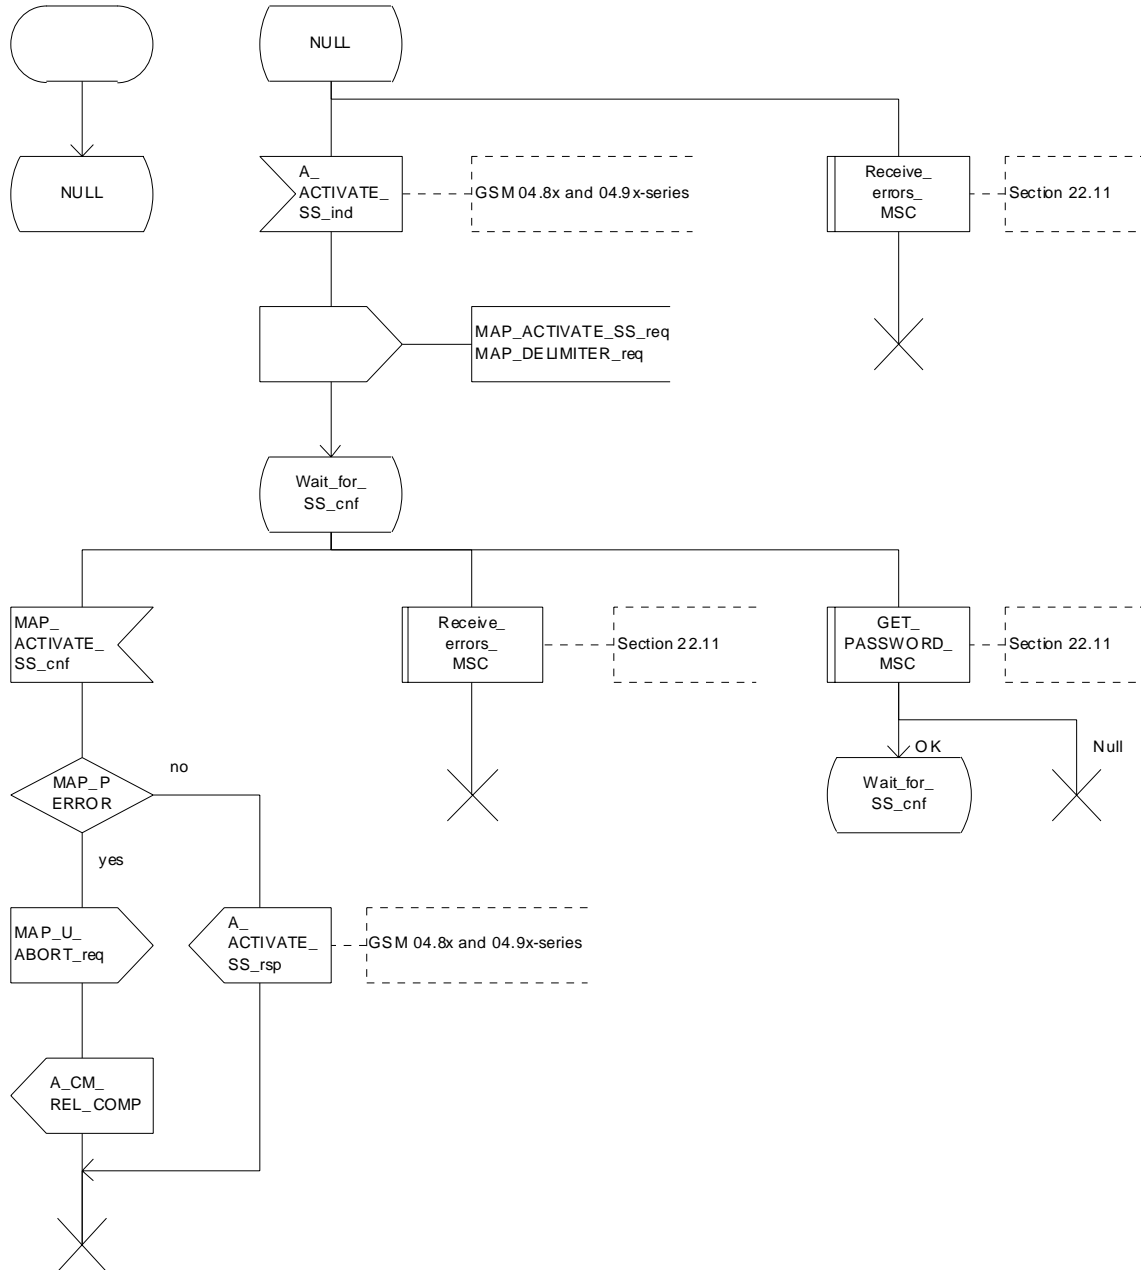 NULL
NULL
A_
ACTIVATE_
SS_ind
GSM 04.8x and 04.9x-series
Receive_
errors_
MSC
Section 22.11
MAP_ACTIVATE_SS_req
MAP_DELIMITER_req
Wait_for_
SS_cnf
MAP_
ACTIVATE_
SS_cnf
Receive_
errors_
MSC
Section 22.11
GET_
PASSWORD_
MSC
Section 22.11
MAP_P
ERROR
no
yes
OK
Null
Wait_for_
SS_cnf
MAP_U_
ABORT_req
A_
ACTIVATE_
SS_rsp
GSM 04.8x and 04.9x-series
A_CM_
REL_COMP